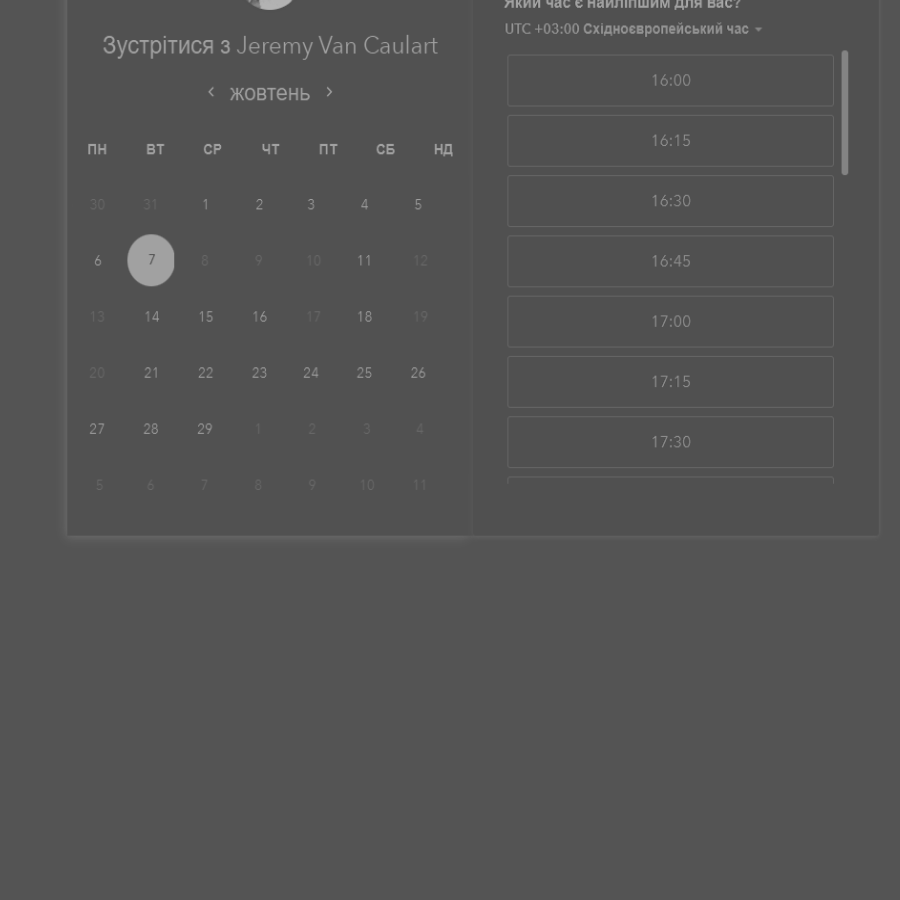 Зустрітися з Jeremy Van Caulart
жовтень
ПН ВТ СР ЧТ ПТ СБ НД
30 31 1 2 3 4 5
6 7 8 9 10 11 12
13 14 15 16 17 18 19
20 21 22 23 24 25 26
27 28 29 1 2 3 4
5 6 7 8 9 10 11
Який час є найліпшим для вас?
UTC +03:00 Східноєвропейський час
16:00
16:15
16:30
16:45
17:00
17:15
17:30